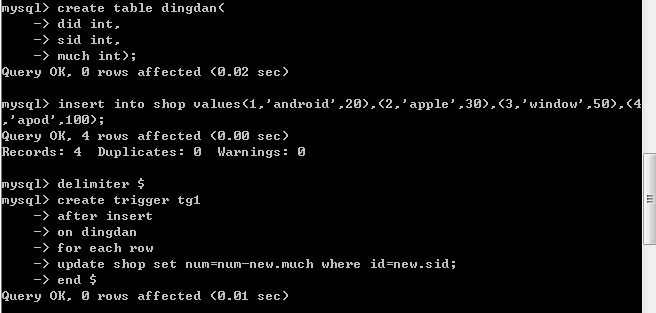 mysql> create table dingdan(
    -> did int,
    -> sid int,
    -> much int);
Query OK, 0 rows affected (0.02 sec)
mysql> insert into shop values(1,'android',20),(2,'apple',30),(3,'window',50),(4
,'apod',100);
Query OK, 4 rows affected (0.00 sec)
Records: 4  Duplicates: 0  Warnings: 0
mysql> delimiter $
mysql> create trigger tg1
    -> after insert
    -> on dingdan
    -> for each row
    -> update shop set num=num-new.much where id=new.sid;
    -> end $
Query OK, 0 rows affected (0.01 sec)